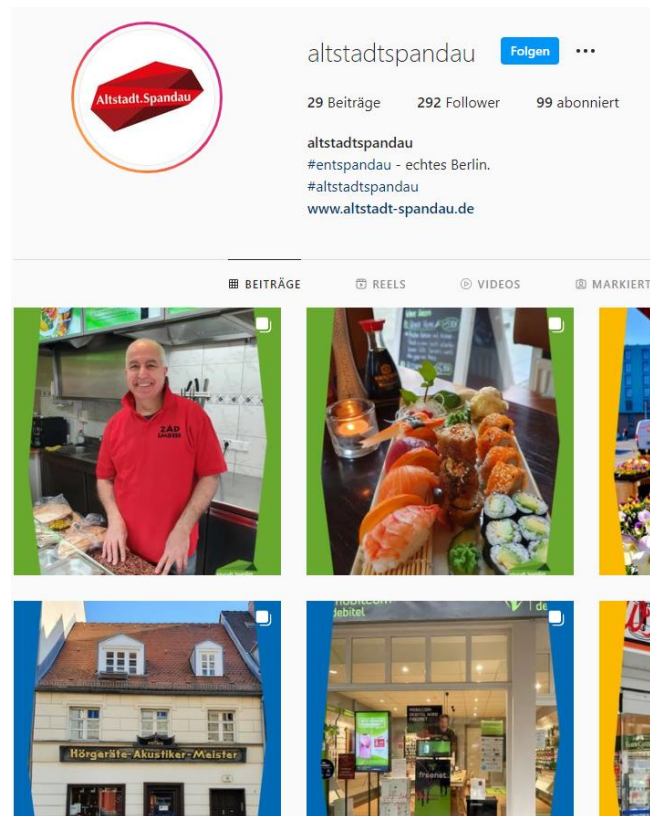 Altstadt.Spandau
altstadtspandau Folgen
29 Beiträge 292 Follower 99 abonniert
altstadtspandau
#entspandau - echtes Berlin.
#altstadtspandau
www.altstadt-spandau.de
BEITRÄGE REELS VIDEOS MARKIERT
Hörgeräte-Akustiker-Meister
debitel
freenet